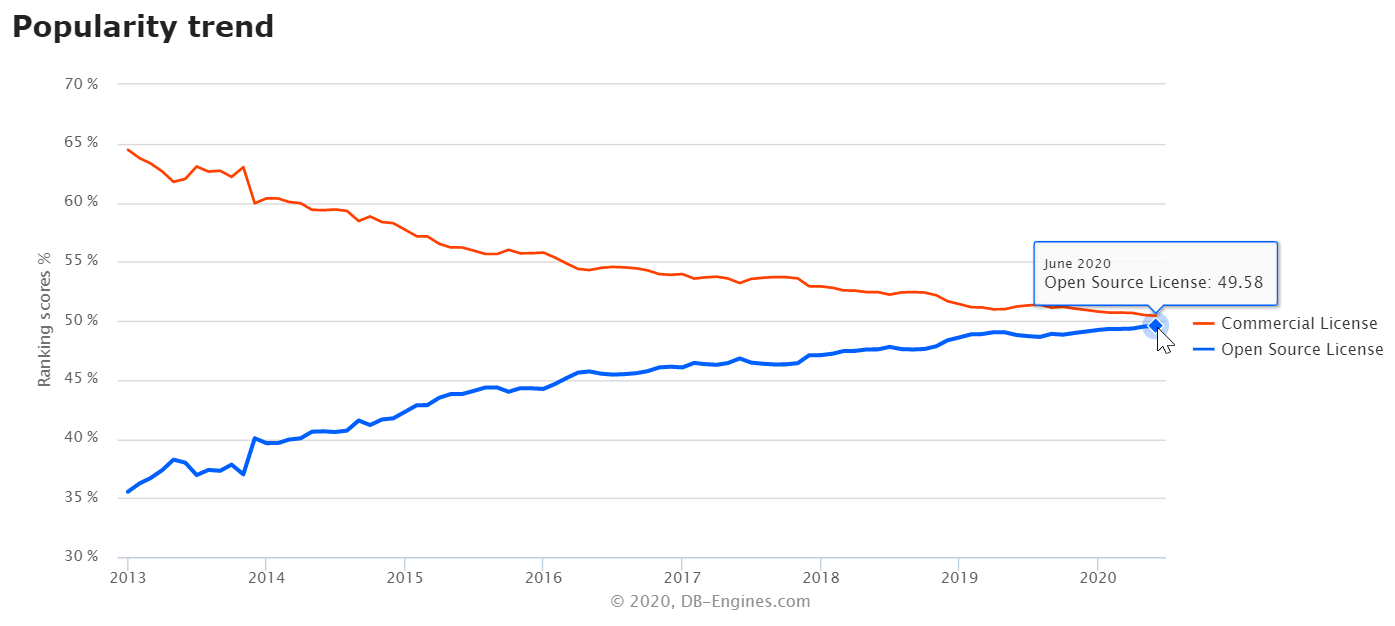 Popularity trend
70 %
65 %
60 %
55 %
50 %
45 %
40 %
35 %
30 %
Ranking scores %
June 2020
Open Source License: 49.58
Commercial License
Open Source License
2013 2014 2015 2016 2017 2018 2019 2020
© 2020, DB-Engines.com